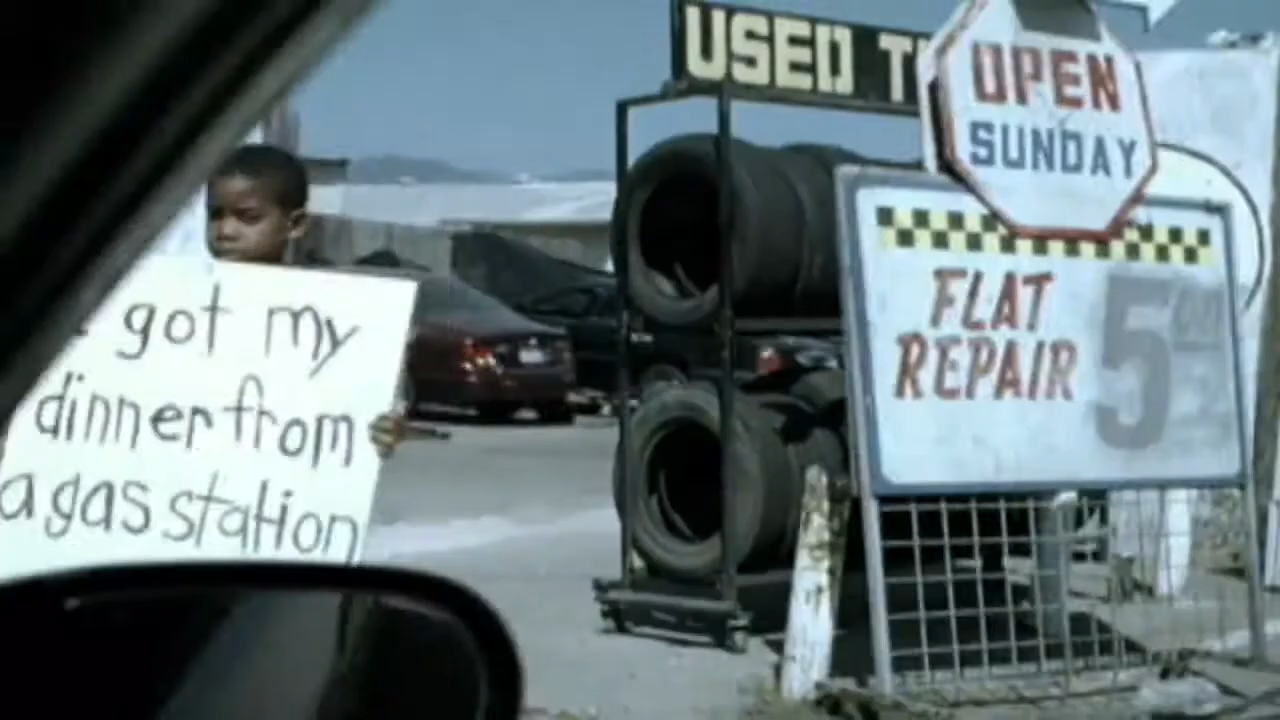 got my
dinner from
a gas station
USED
OPEN
SUNDAY
FLAT
REPAIR
5